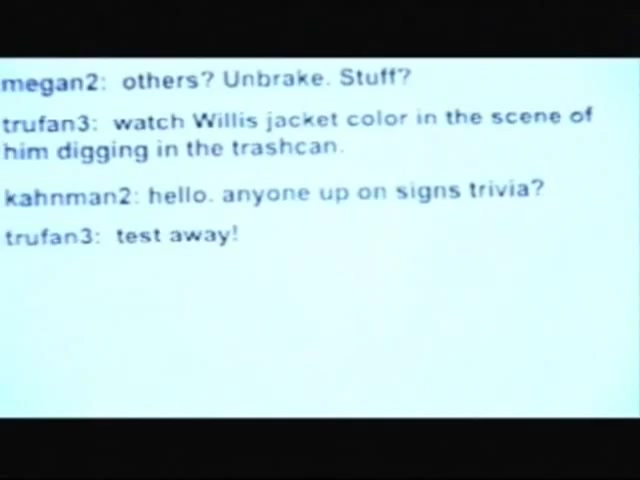 megan2: others? Unbrake. Stuff?
trufan3: watch Willis jacket color in the scene of
him digging in the trashcan.
kahnman2: hello. anyone up on signs trivia?
trufan3: test away!